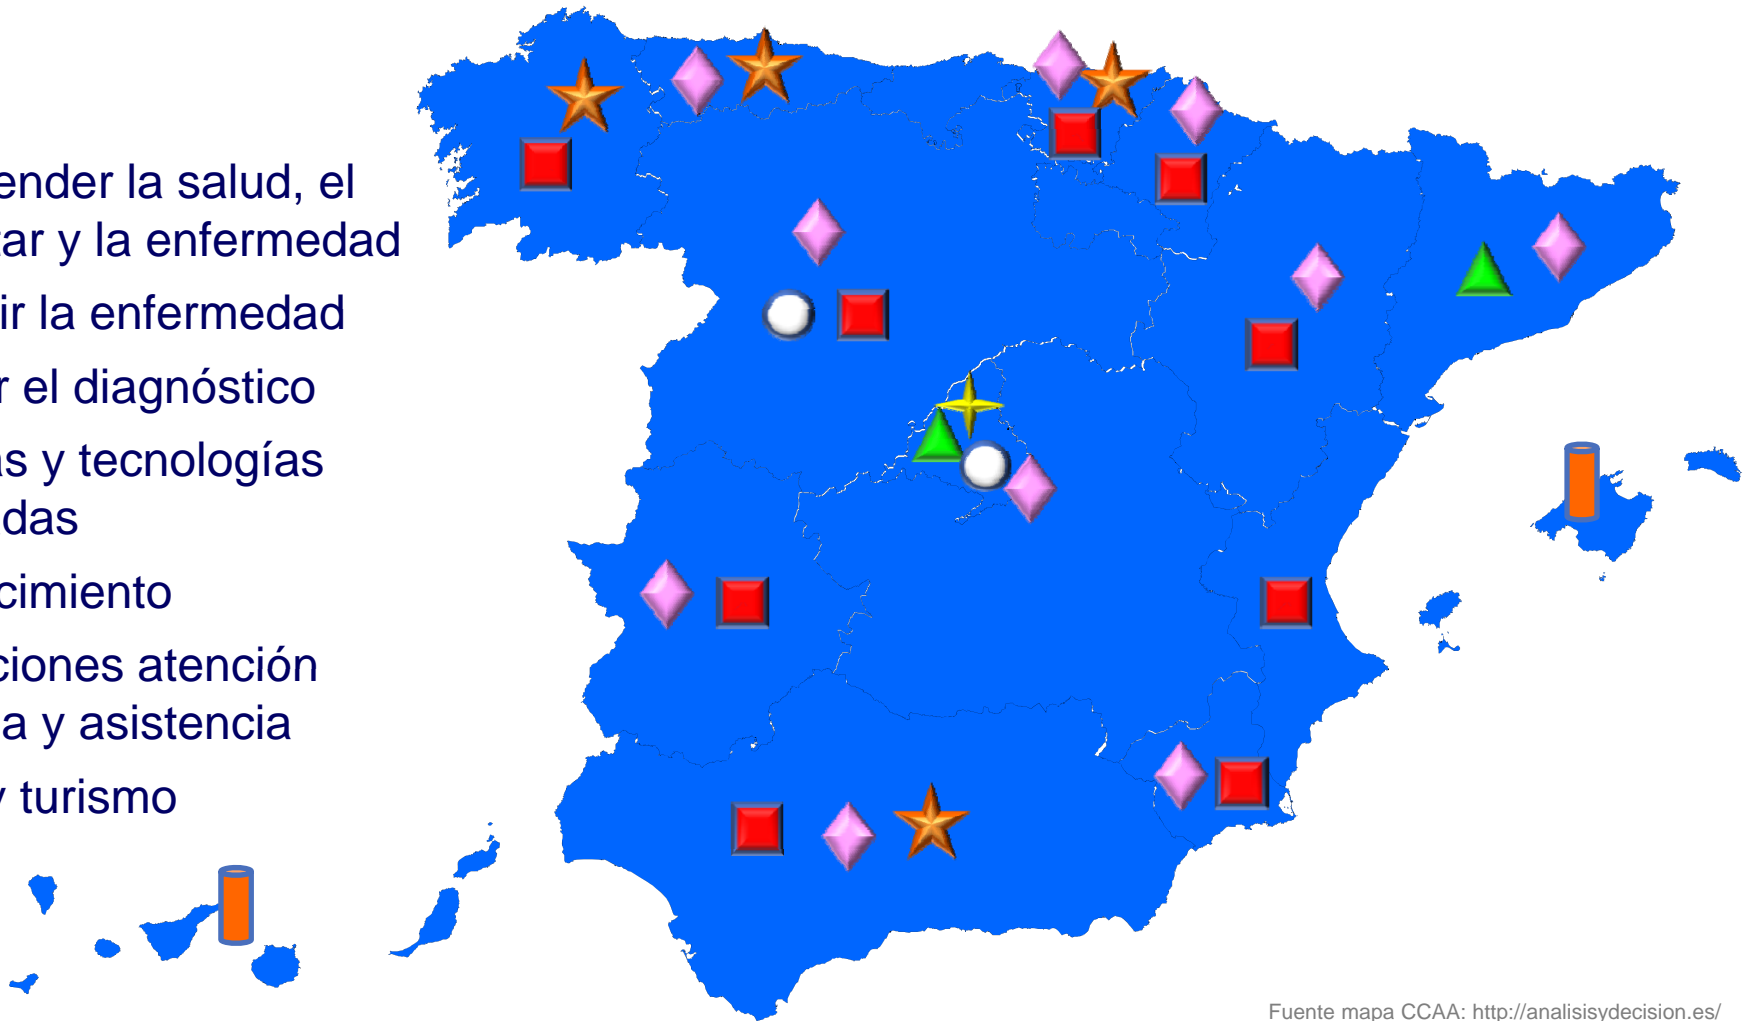 ender la salud, el
tar y la enfermedad
ir la enfermedad
r el diagnóstico
as y tecnologías
das
cimiento
ciones atención
a y asistencia
y turismo
Fuente mapa CCAA: http://analisisydecision.es/